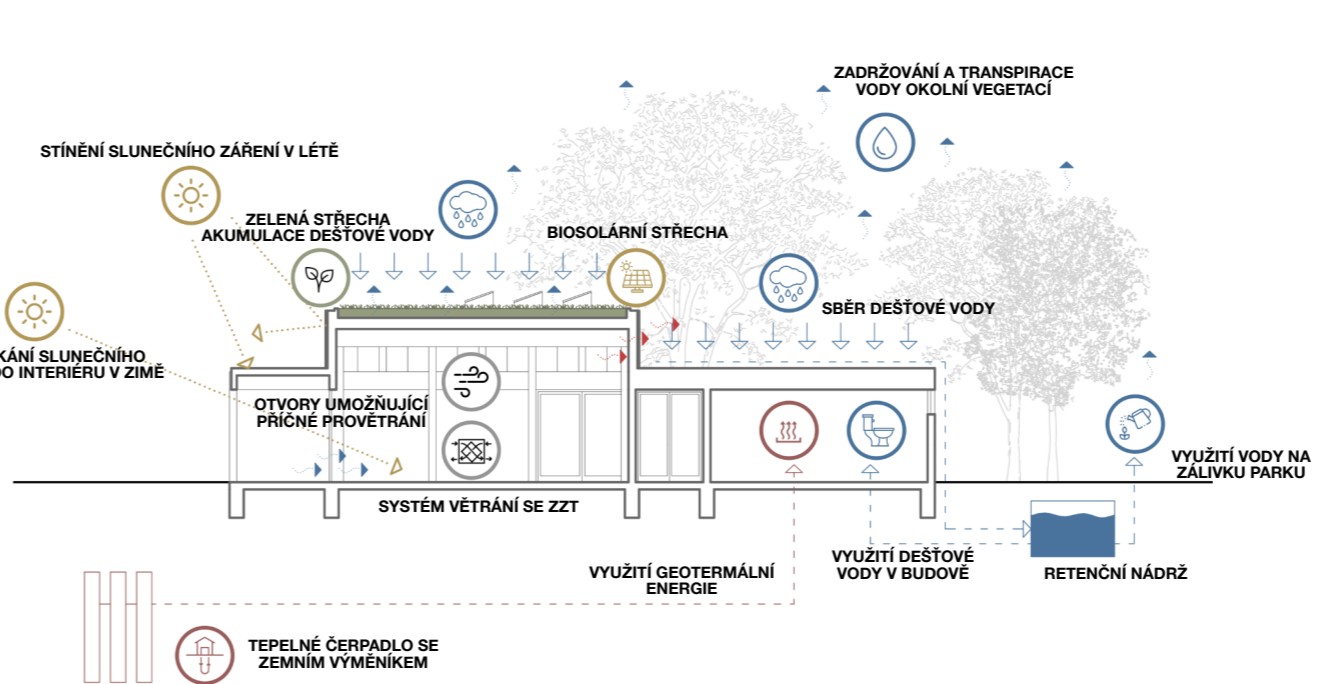 ZADRŽOVÁNÍ A TRANSPIRACE
VODY OKOLNÍ VEGETACÍ
STÍNĚNÍ SLUNEČNÍHO ZÁŘENÍ V LÉTĚ
ZELENÁ STŘECHA
AKUMULACE DEŠŤOVÉ VODY
BIOSOLÁRNÍ STŘECHA
SBĚR DEŠŤOVÉ VODY
SLUNEČNÍHO
INTERIÉRU V ZIMĚ
OTVORY UMOŽŇUJÍCÍ
PŘÍČNÉ PROVĚTRÁNÍ
SYSTÉM VĚTRÁNÍ SE ZZT
VYUŽITÍ VODY NA
ZÁLIVKU PARKU
VYUŽITÍ GEOTERMÁLNÍ
ENERGIE
VYUŽITÍ DEŠŤOVÉ
VODY V BUDOVĚ
RETENČNÍ NÁDRŽ
TEPELNÉ ČERPADLO SE
ZEMNÍM VÝMĚNÍKEM